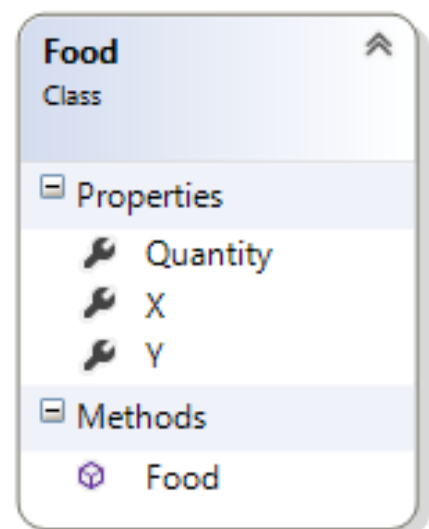 Food
Class
Properties
Quantity
X
Y
Methods
Food